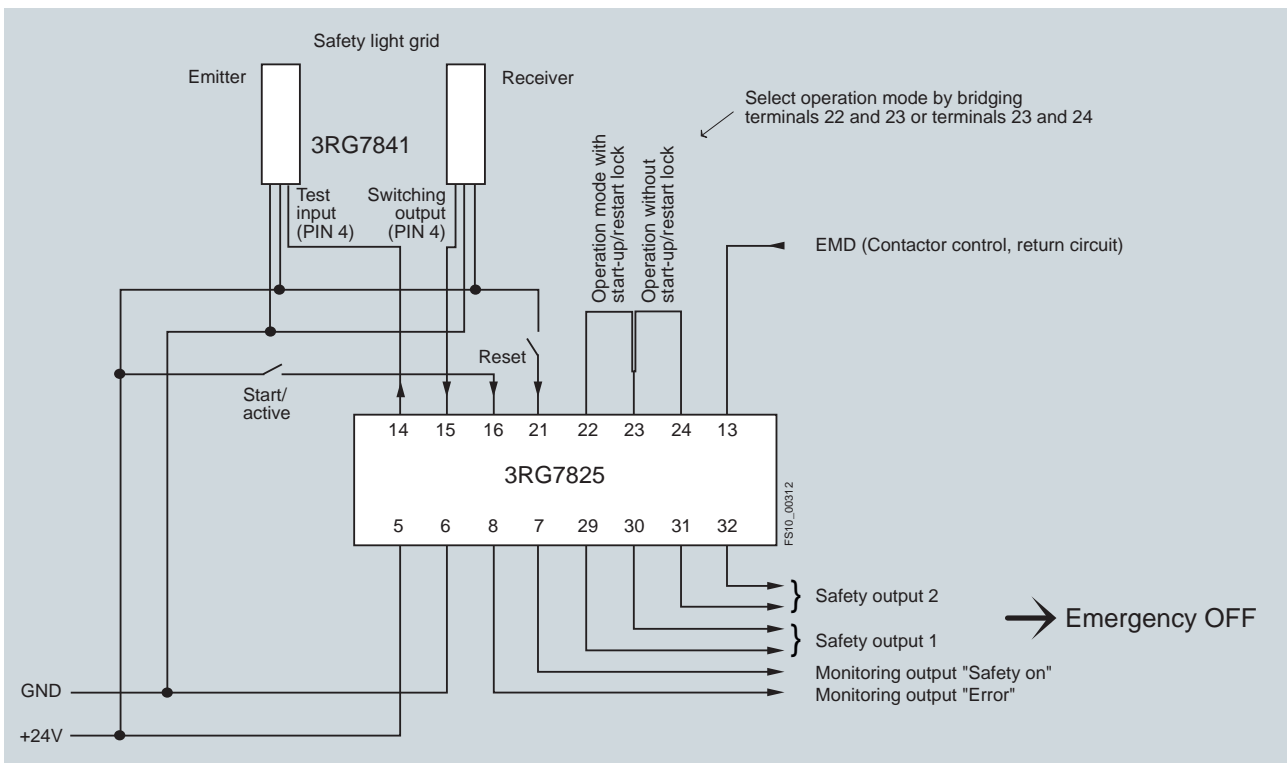 Safety light grid
Emitter
Receiver
3RG7841
Test
input
(PIN 4)
Switching
output
(PIN 4)
Select operation mode by bridging
terminals 22 and 23 or terminals 23 and 24
Operation mode with
start-up/restart lock
Operation without
start-up/restart lock
EMD (Contactor control, return circuit)
Reset
Start/
active
14 15 16 21 22 23 24 13
3RG7825
5 6 8 7 29 30 31 32
FS10_00312
} Safety output 2
} Safety output 1
Emergency OFF
Monitoring output "Safety on"
Monitoring output "Error"
GND
+24V